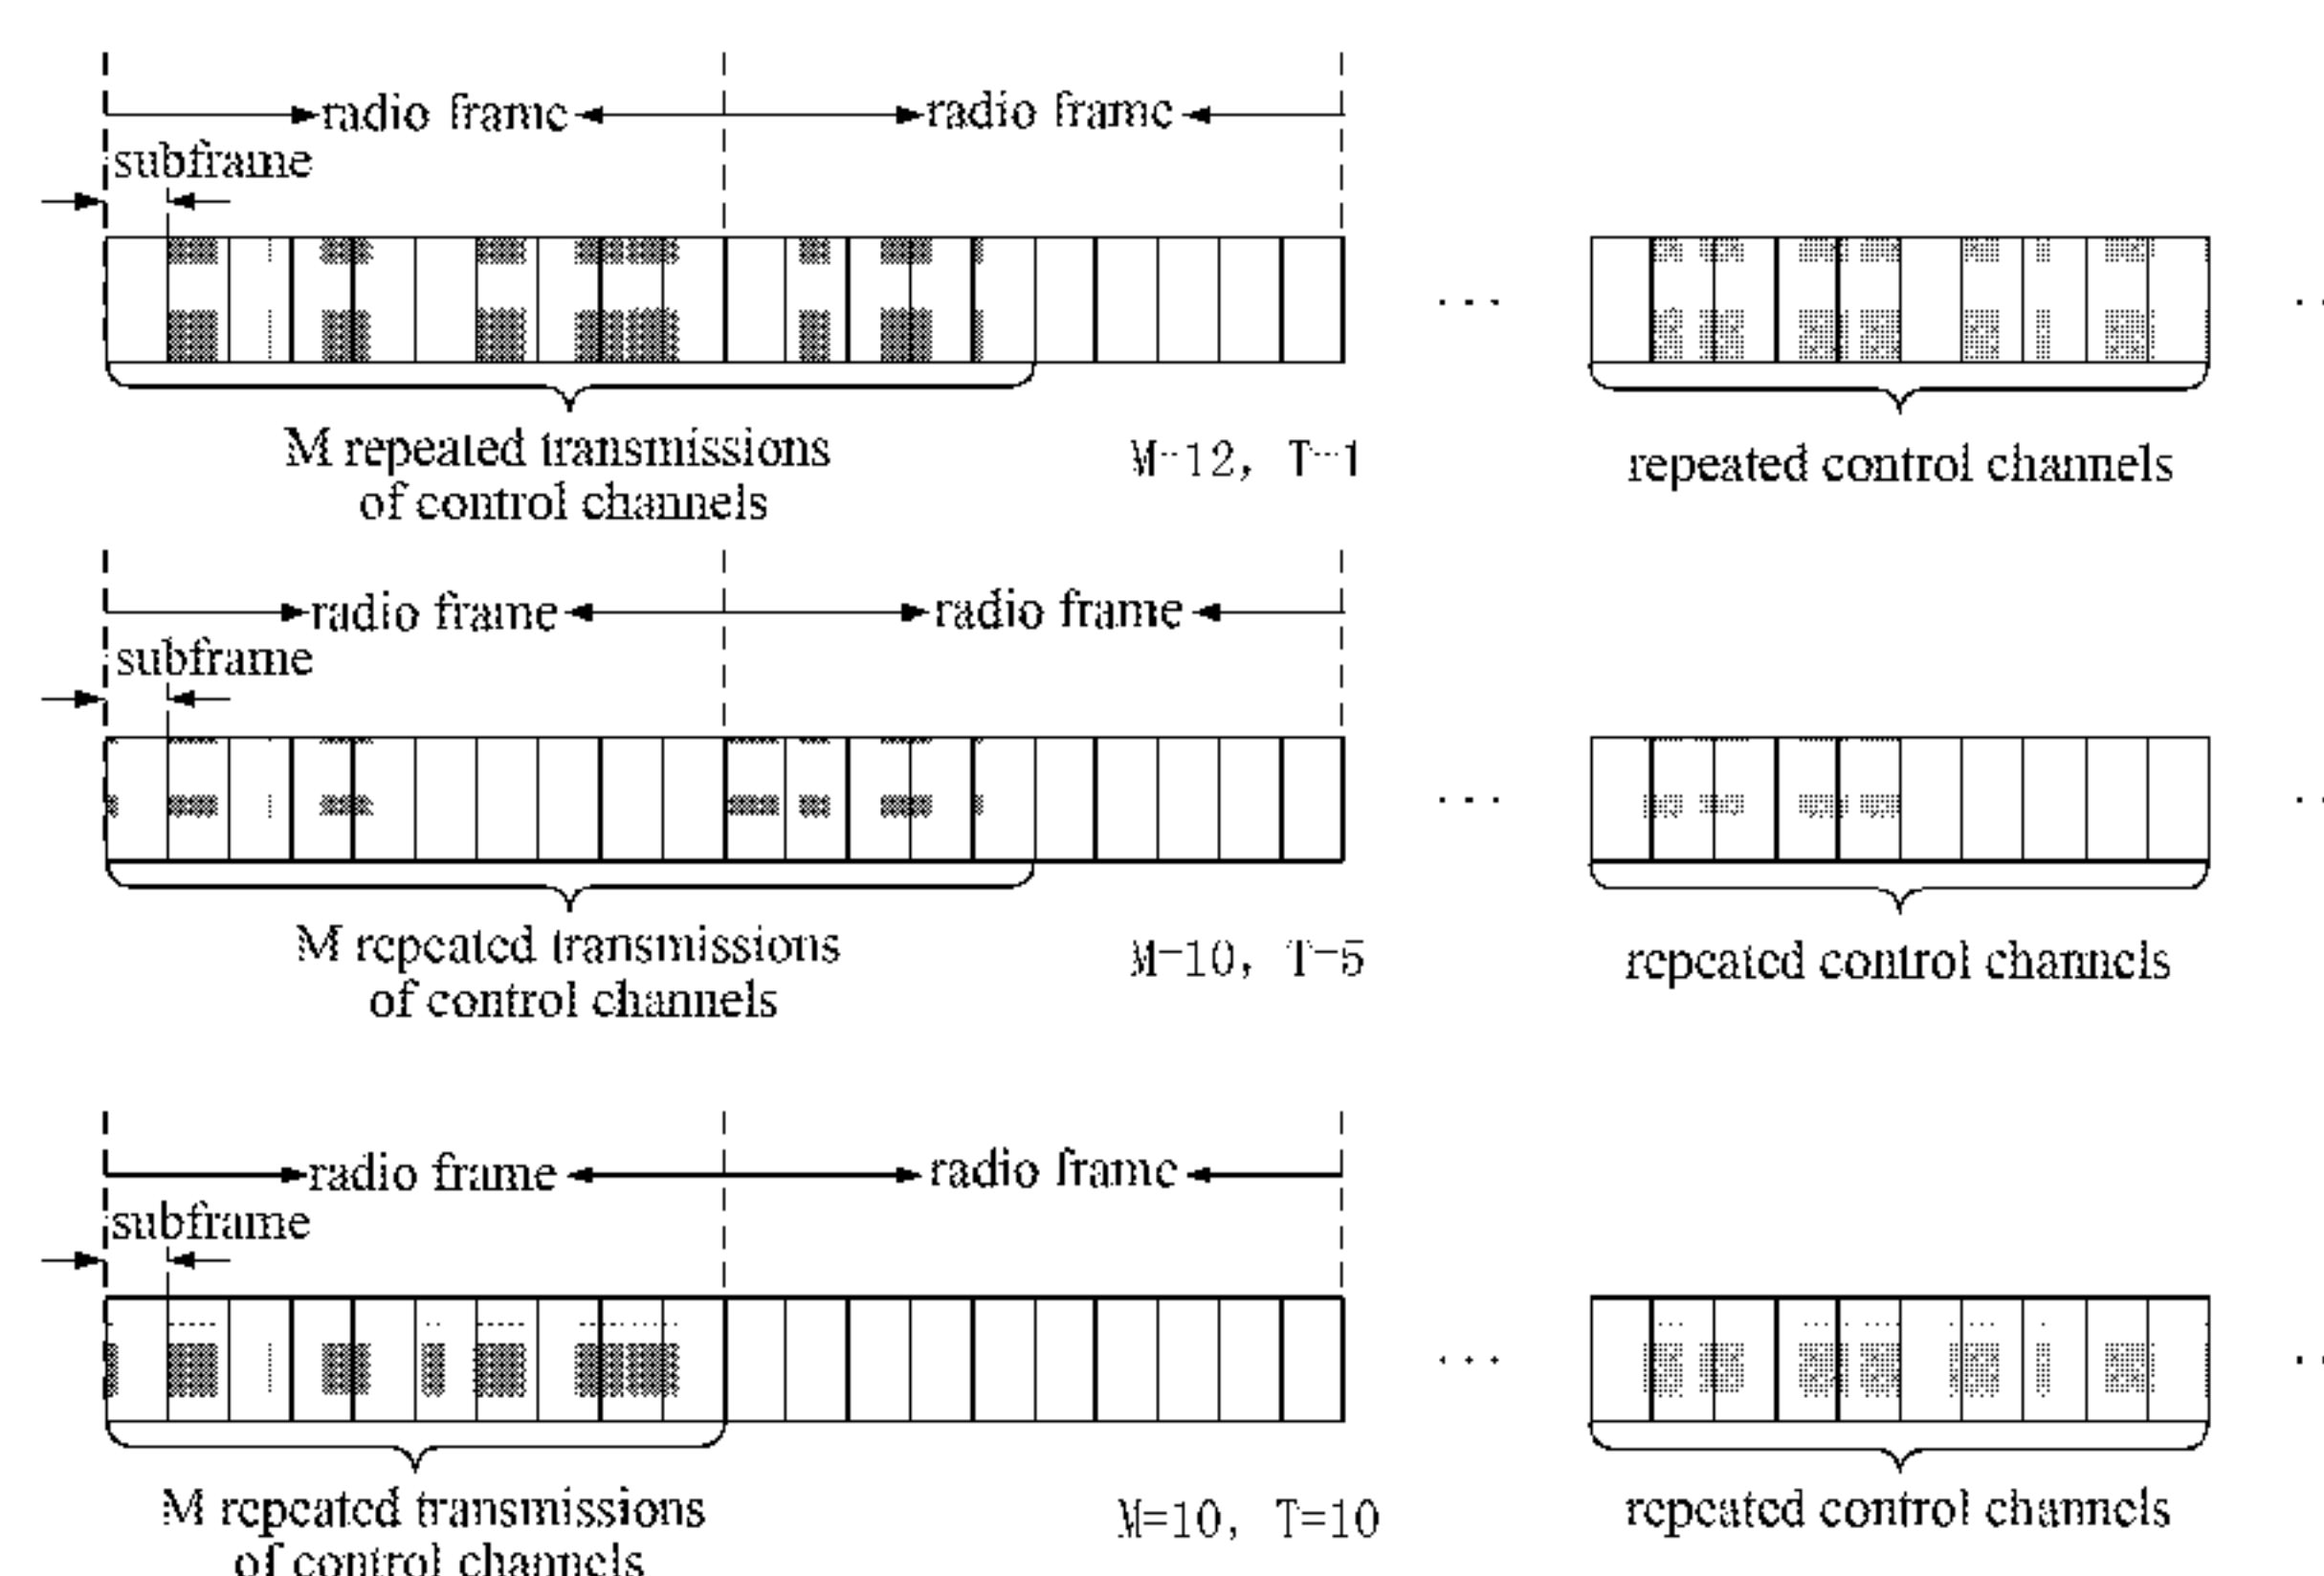 radio frame radio frame
subframe
...
M repeated transmissions
of control channels
M=12, T=1
repeated control channels
radio frame radio frame
subframe
...
M repeated transmissions
of control channels
M=10, T=5
repeated control channels
radio frame radio frame
subframe
...
M repeated transmissions
of control channels
M=10, T=10
repeated control channels